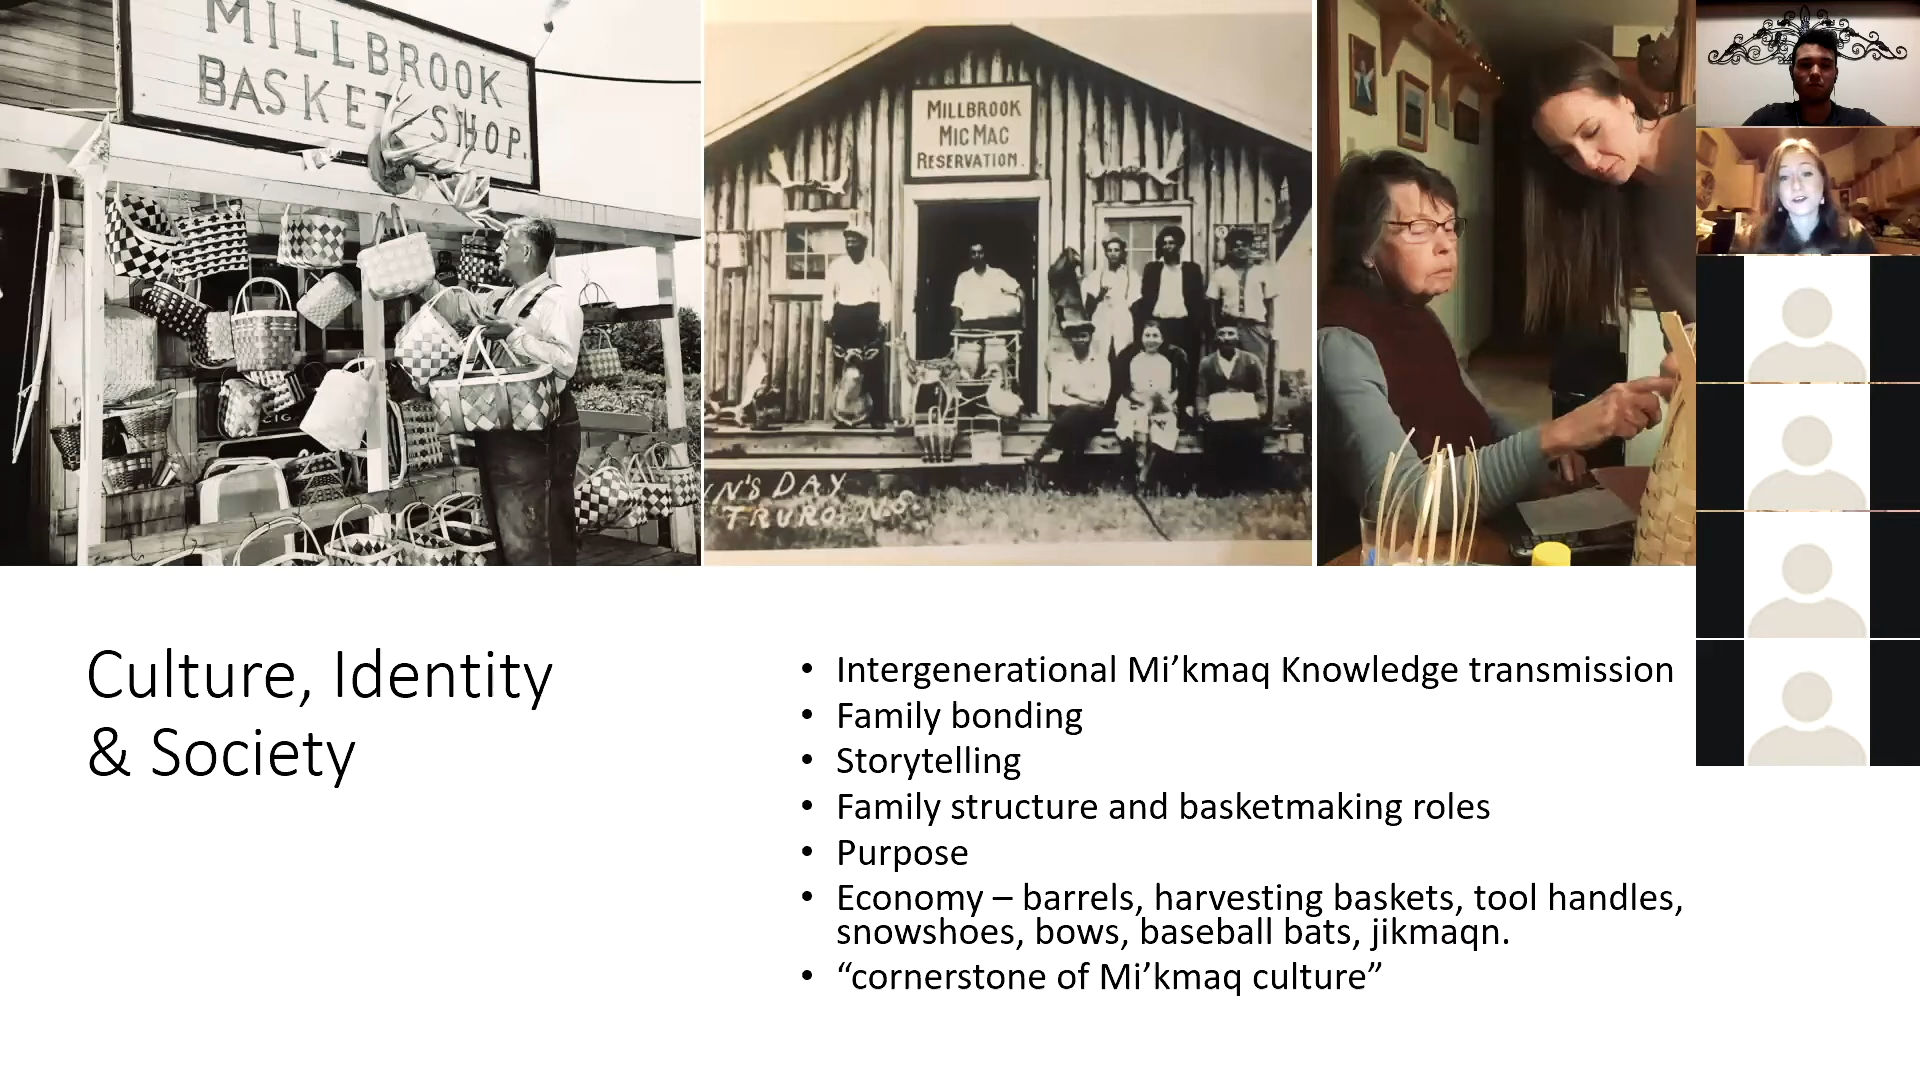 MILLBROOK
BASKET SHOP.
MILLBROOK
MIC MAC
RESERVATION.
N'S DAY
TRURO, N.S.
Culture, Identity
& Society
• Intergenerational Mi’kmaq Knowledge transmission
• Family bonding
• Storytelling
• Family structure and basketmaking roles
• Purpose
• Economy – barrels, harvesting baskets, tool handles,
snowshoes, bows, baseball bats, jikmaqn.
• “cornerstone of Mi’kmaq culture”